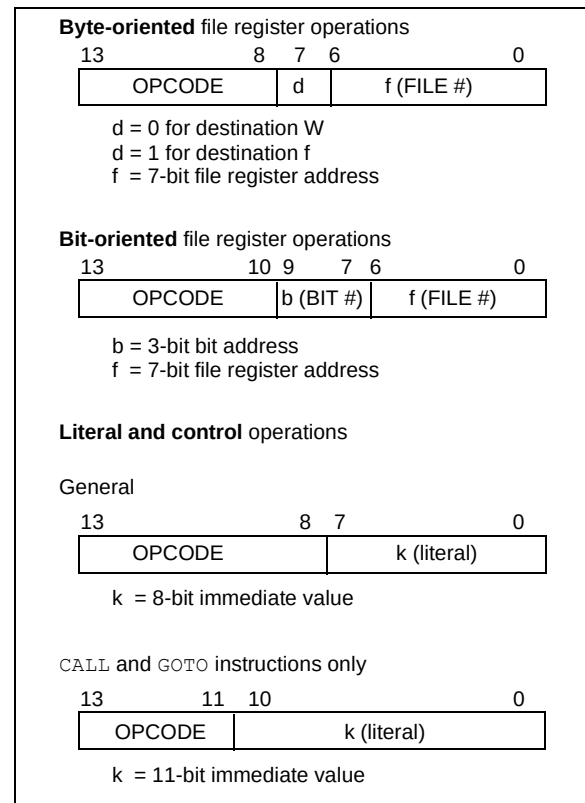 Byte-oriented file register operations
13 8 7 6 0
OPCODE d f (FILE #)
d = 0 for destination W
d = 1 for destination f
f = 7-bit file register address
Bit-oriented file register operations
13 10 9 7 6 0
OPCODE b (BIT #) f (FILE #)
b = 3-bit bit address
f = 7-bit file register address
Literal and control operations
General
13 8 7 0
OPCODE k (literal)
k = 8-bit immediate value
CALL and GOTO instructions only
13 11 10 0
OPCODE k (literal)
k = 11-bit immediate value